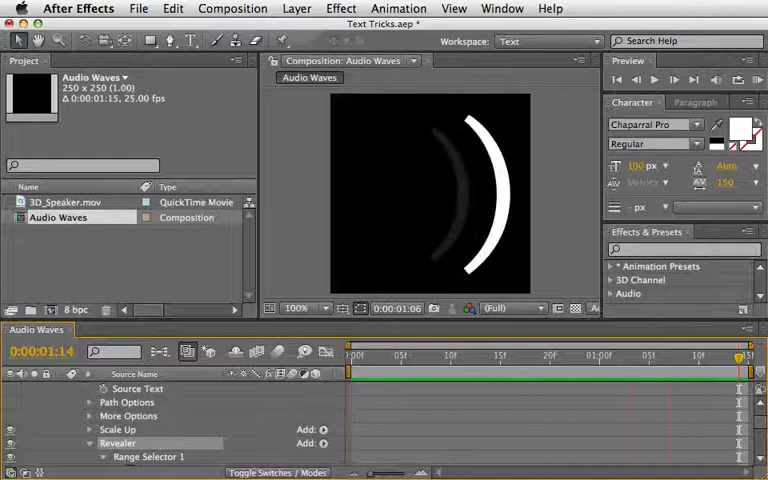 After Effects File Edit Composition Layer Effect Animation View Window Help
Text Tricks.aep *
Workspace: Text
Search Help
Project
Composition: Audio Waves
Preview
Audio Waves
Audio Waves
250 x 250 (1.00)
Δ 0:00:01:15, 25.00 fps
Character
Paragraph
Chaparral Pro
Regular
100 px
Auto
Metrics
150
- px
Name
Type
3D_Speaker.mov
QuickTime Movie
Audio Waves
Composition
Effects & Presets
* Animation Presets
3D Channel
Audio
8 bpc
100%
0:00:01:06
(Full)
Audio Waves
0:00:01:14
:00f 05f 10f 15f 20f 01:00f 05f 10f 15f
Source Name
Source Text
Path Options
More Options
Scale Up
Add:
Revealer
Add:
Range Selector 1
Toggle Switches / Modes